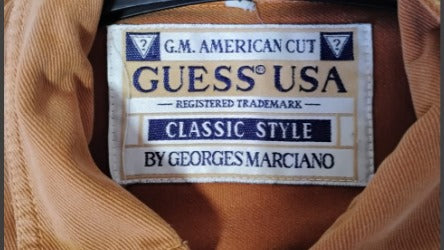 ? G.M. AMERICAN CUT ?
GUESS® USA
— REGISTERED TRADEMARK —
CLASSIC STYLE
BY GEORGES MARCIANO